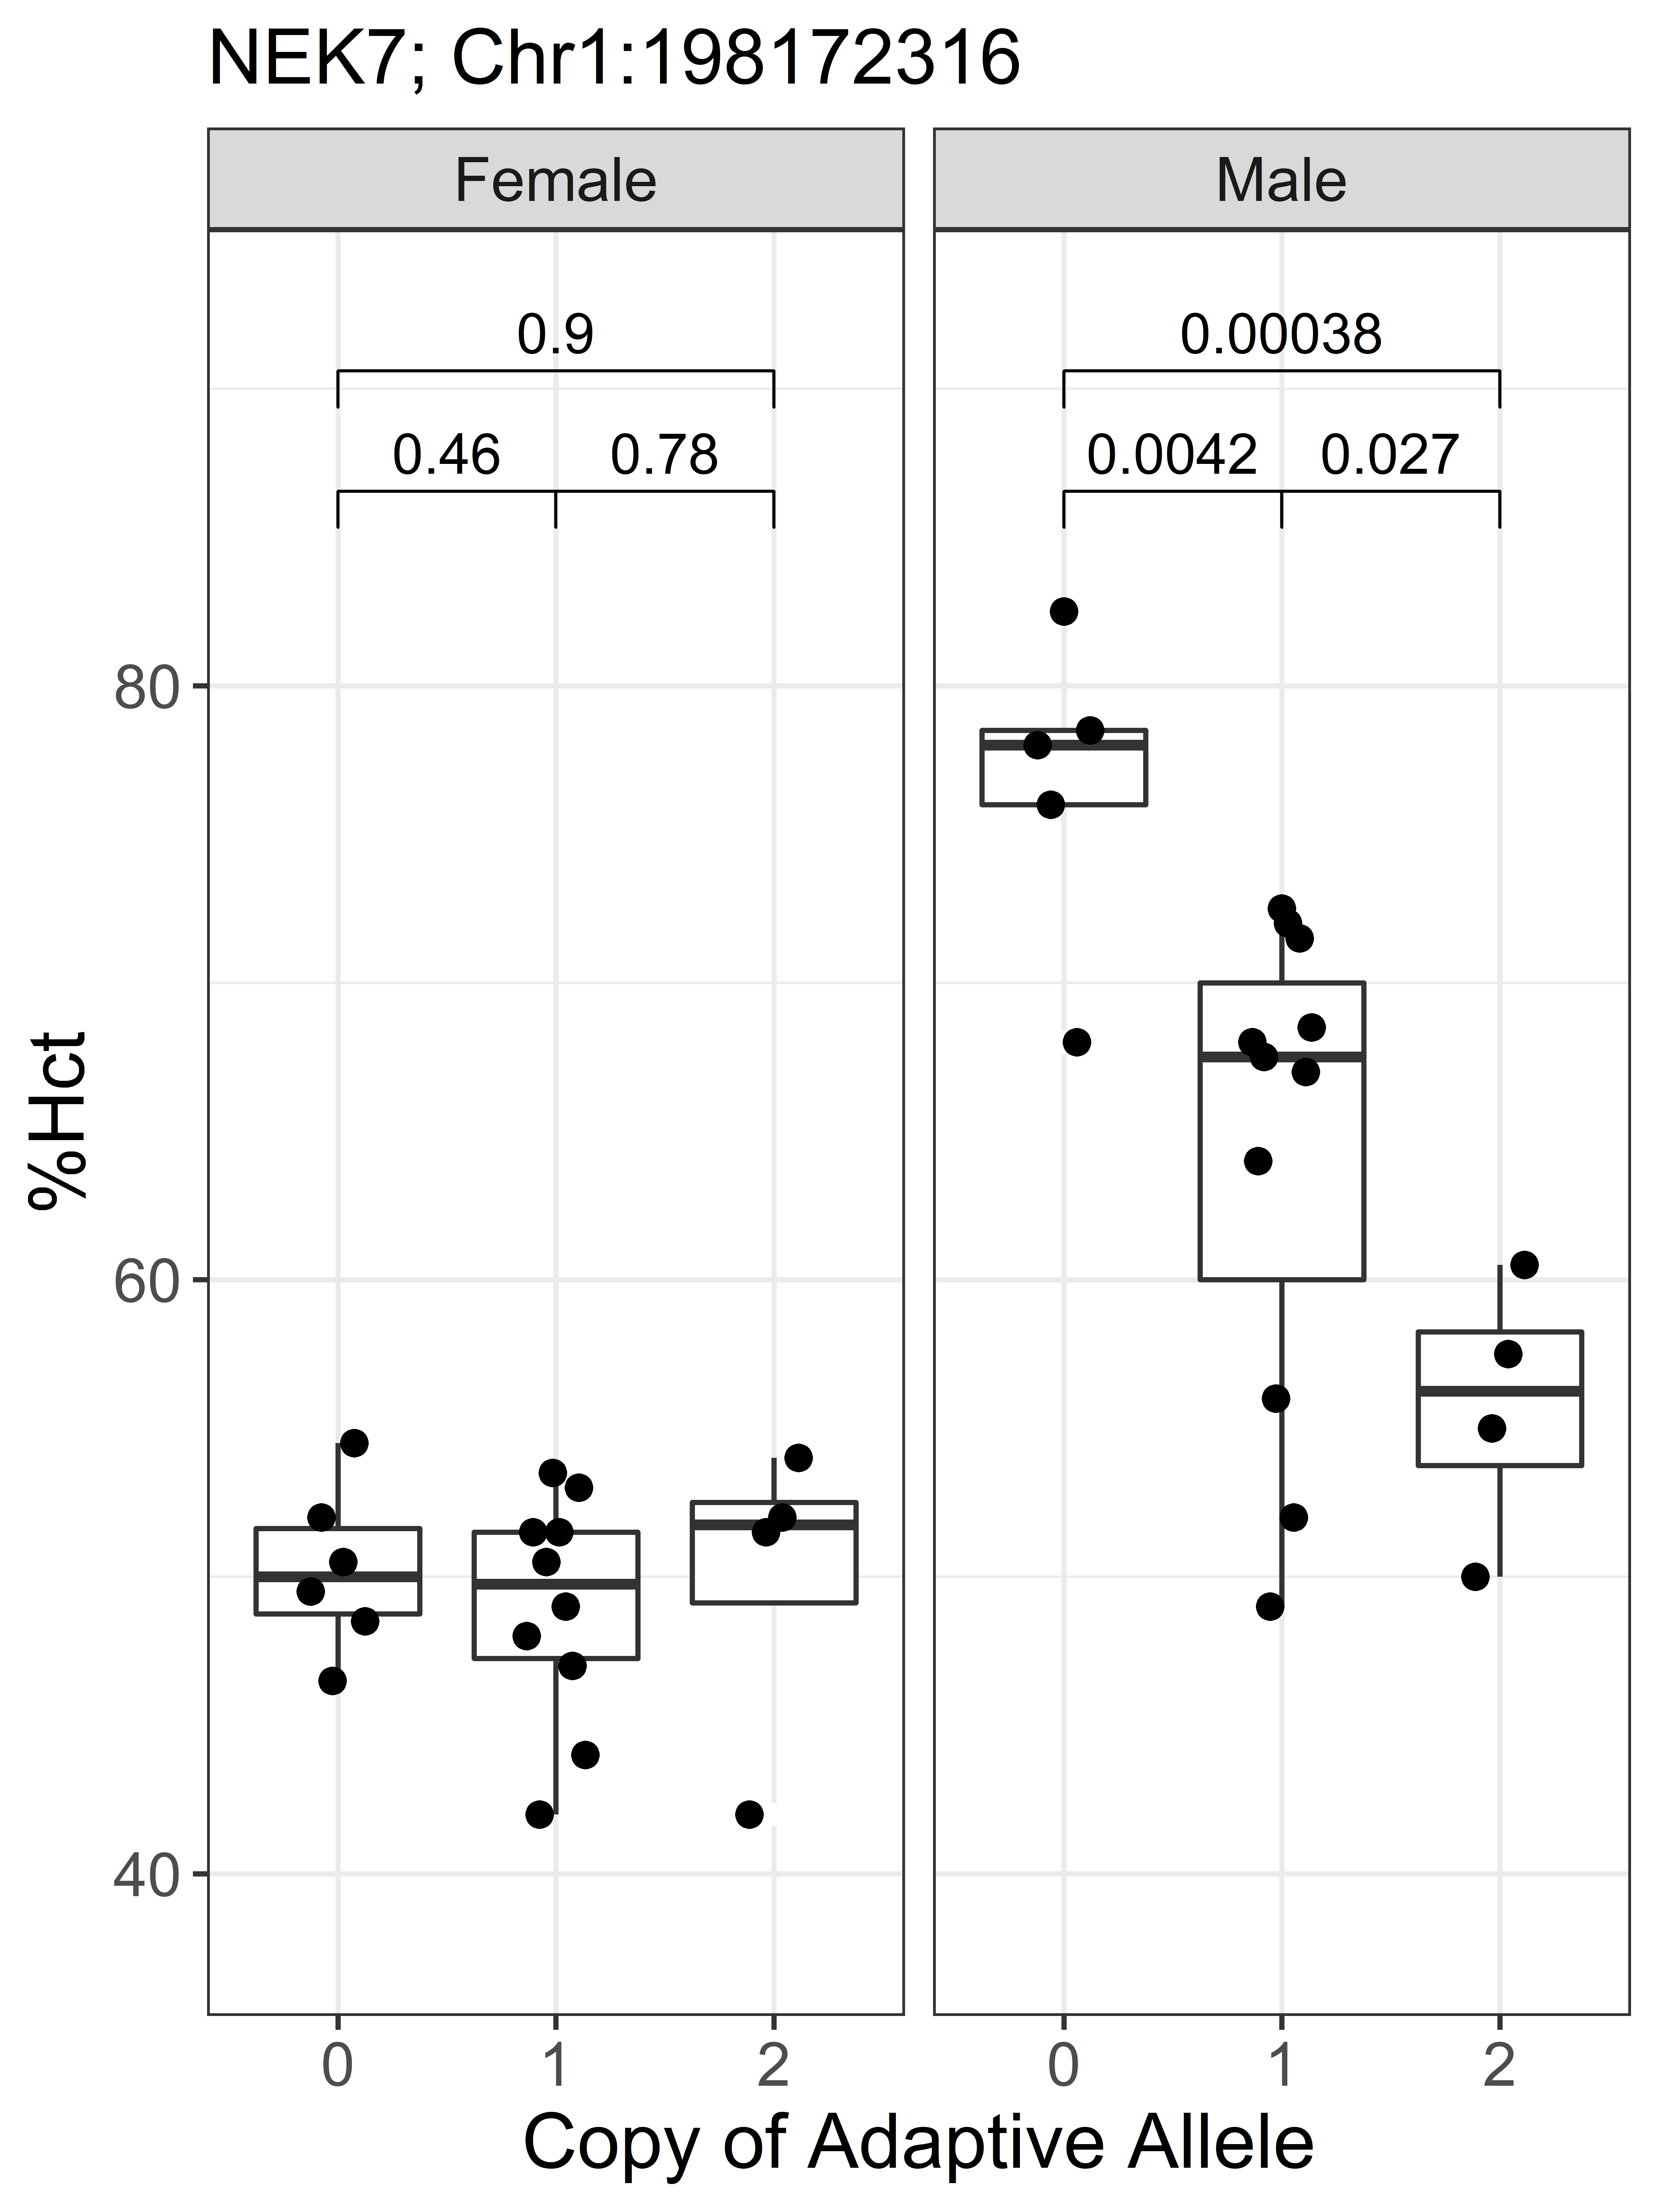 NEK7; Chr1:198172316
Female
Male
0.9
0.00038
0.46 0.78
0.0042 0.027
80
60
40
%Hct
0 1 2
0 1 2
Copy of Adaptive Allele